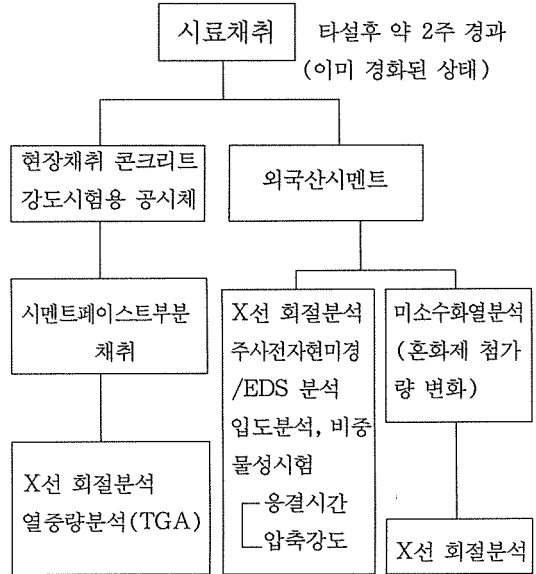 시료채취
타설후 약 2주 경과
(이미 경화된 상태)
현장채취 콘크리트
강도시험용 공시체
외국산시멘트
시멘트페이스트부분
채취
X선 회절분석
주사전자현미경
/EDS 분석
입도분석, 비중
물성시험
응결시간
압축강도
미소수화열분석
(혼화제 첨가
량 변화)
X선 회절분석
열중량분석(TGA)
X선 회절분석